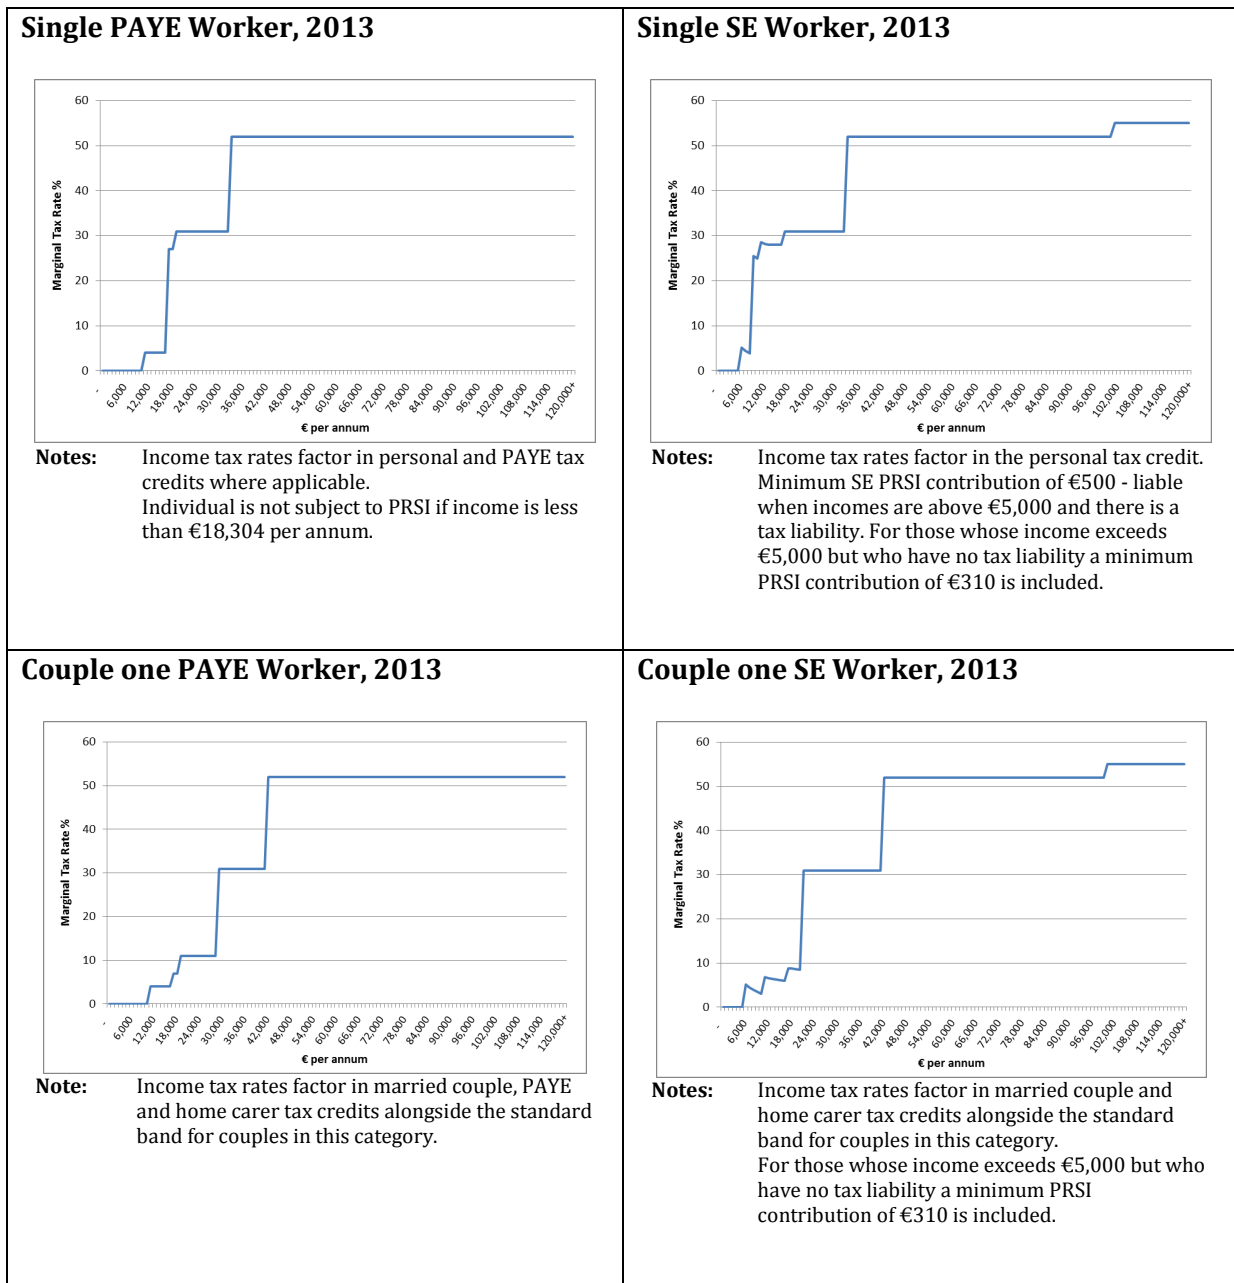 Single PAYE Worker, 2013
60
50
40
30
20
10
0
Marginal Tax Rate %
- 6,000 12,000 18,000 24,000 30,000 36,000 42,000 48,000 54,000 60,000 66,000 72,000 78,000 84,000 90,000 96,000 102,000 108,000 114,000 120,000+
€ per annum
Notes: Income tax rates factor in personal and PAYE tax
credits where applicable.
Individual is not subject to PRSI if income is less
than €18,304 per annum.
Single SE Worker, 2013
60
50
40
30
20
10
0
Marginal Tax Rate %
- 6,000 12,000 18,000 24,000 30,000 36,000 42,000 48,000 54,000 60,000 66,000 72,000 78,000 84,000 90,000 96,000 102,000 108,000 114,000 120,000+
€ per annum
Notes: Income tax rates factor in the personal tax credit.
Minimum SE PRSI contribution of €500 - liable
when incomes are above €5,000 and there is a
tax liability. For those whose income exceeds
€5,000 but who have no tax liability a minimum
PRSI contribution of €310 is included.
Couple one PAYE Worker, 2013
60
50
40
30
20
10
0
Marginal Tax Rate %
- 6,000 12,000 18,000 24,000 30,000 36,000 42,000 48,000 54,000 60,000 66,000 72,000 78,000 84,000 90,000 96,000 102,000 108,000 114,000 120,000+
€ per annum
Note: Income tax rates factor in married couple, PAYE
and home carer tax credits alongside the standard
band for couples in this category.
Couple one SE Worker, 2013
60
50
40
30
20
10
0
Marginal Tax Rate %
- 6,000 12,000 18,000 24,000 30,000 36,000 42,000 48,000 54,000 60,000 66,000 72,000 78,000 84,000 90,000 96,000 102,000 108,000 114,000 120,000+
€ per annum
Notes: Income tax rates factor in married couple and
home carer tax credits alongside the standard
band for couples in this category.
For those whose income exceeds €5,000 but who
have no tax liability a minimum PRSI
contribution of €310 is included.